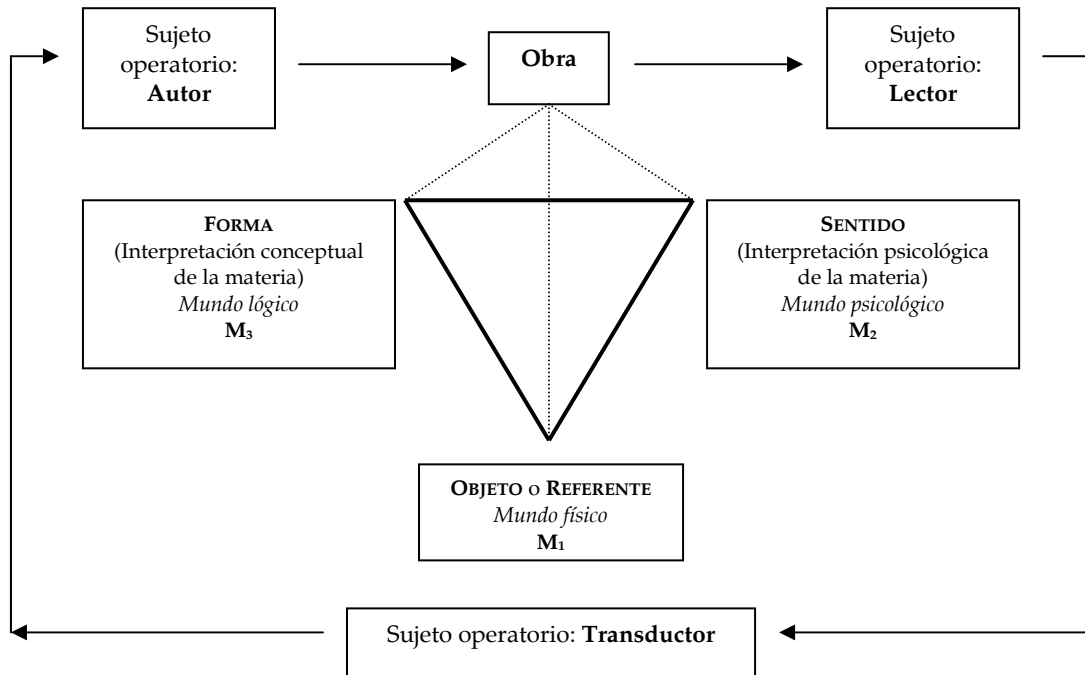 Sujeto
operatorio:
Autor
Obra
Sujeto
operatorio:
Lector
FORMA
(Interpretación conceptual
de la materia)
Mundo lógico
M₃
SENTIDO
(Interpretación psicológica
de la materia)
Mundo psicológico
M₂
OBJETO o REFERENTE
Mundo físico
M₁
Sujeto operatorio: Transductor